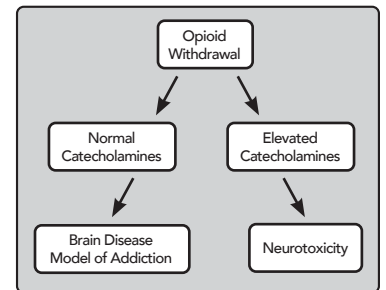 Opioid
Withdrawal
Normal
Catecholamines
Elevated
Catecholamines
Brain Disease
Model of Addiction
Neurotoxicity